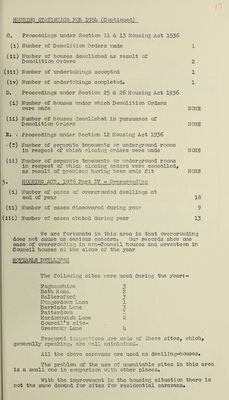 17
HOUSING STATISTICS FOR 1954 (Continued)
C. Proceedings under Section 11 & 13 Housing Act 1936
(i) Number of Demolition Orders made 1
(ii) Number of houses demolished as result of
Demolition Orders 2
(iii) Number of undertakings accepted 1
(iv) Number of undertakings completed. 1
D. Proceedings under Section 25 & 26 Housing Act 1936
(i) Number of houses under which Demolition Orders
were made NONE
(ii) Number of houses demolished in pursuance of
Demolition Orders NONE
E. Proceedings under Section 12 Housing Act 1936
(i) Number of separate tenements or underground rooms
in respect of which closing orders were made NONE
(ii) Number of separate tenements or underground rooms
in respect of which closing orders were cancelled,
as result of premises having been made fit NONE
5. HOUSING ACT, 1936 Part IV - Overcrowding
(i) Number of cases of overcrowded dwellings at
end of year 18
(ii) Number of cases discovered during year 9
(iii) Number of cases abated during year 13
We are fortunate in this area in that overcrowding
does not cause us serious concern. Our records show one
case of overcrowding in non-Council houses and seventeen in
Council houses at the close of the year
MOVEABLE DWELLINGS
The following sites were used during the year:-
3
Bath Road 2
Saltersford 3
Lane 1
Lane 1
5
Lane 2
Council's site-
Greenway Lane 4
Frequent inspections are made of these sites, which,
generally speaking, are well maintained.
All the above caravans are used as dwelling-houses.
The problem of the use of unsuitable sites in this area
is a small one in comparison with other places.
With the improvement in the housing situation there is
not the same demand for sites for residential caravans.